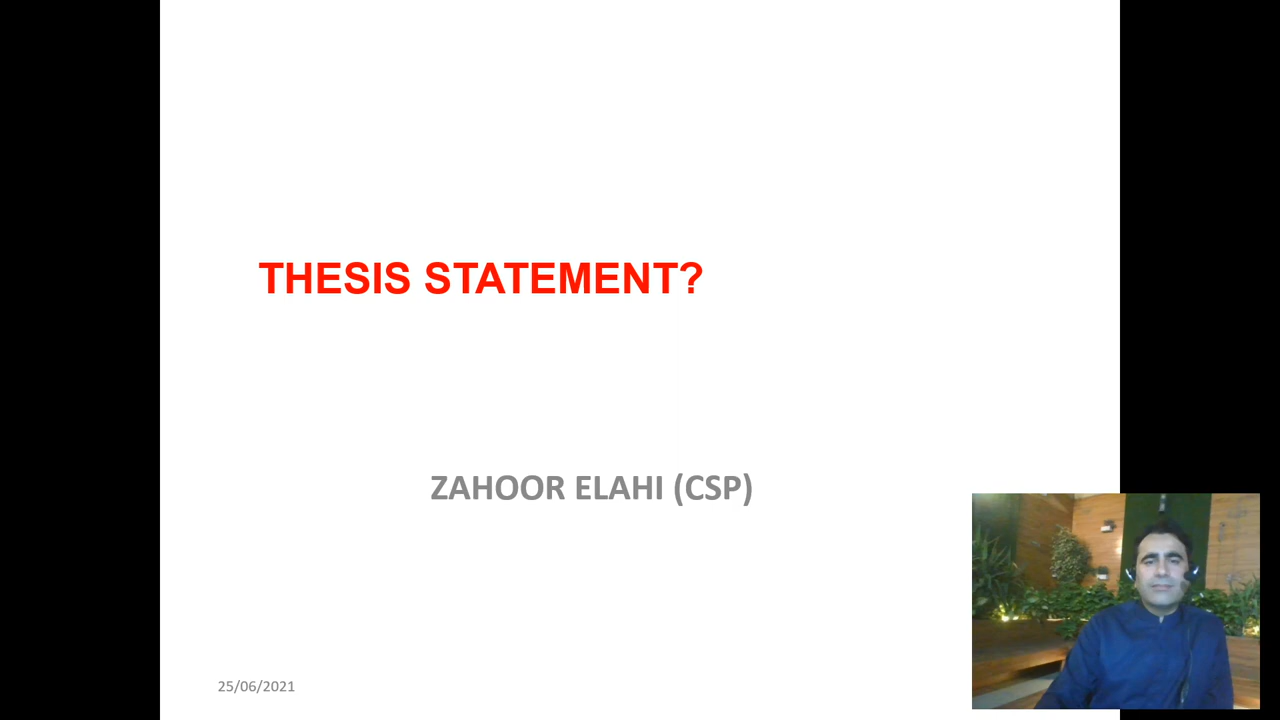 THESIS STATEMENT?
ZAHOOR ELAHI (CSP)
25/06/2021